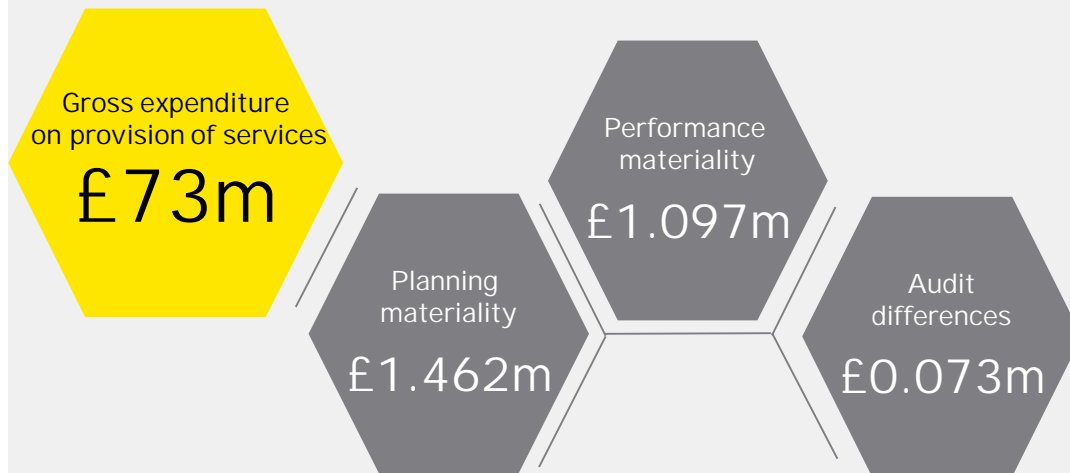 Gross expenditure
on provision of services
£73m
Planning
materiality
£1.462m
Performance
materiality
£1.097m
Audit
differences
£0.073m